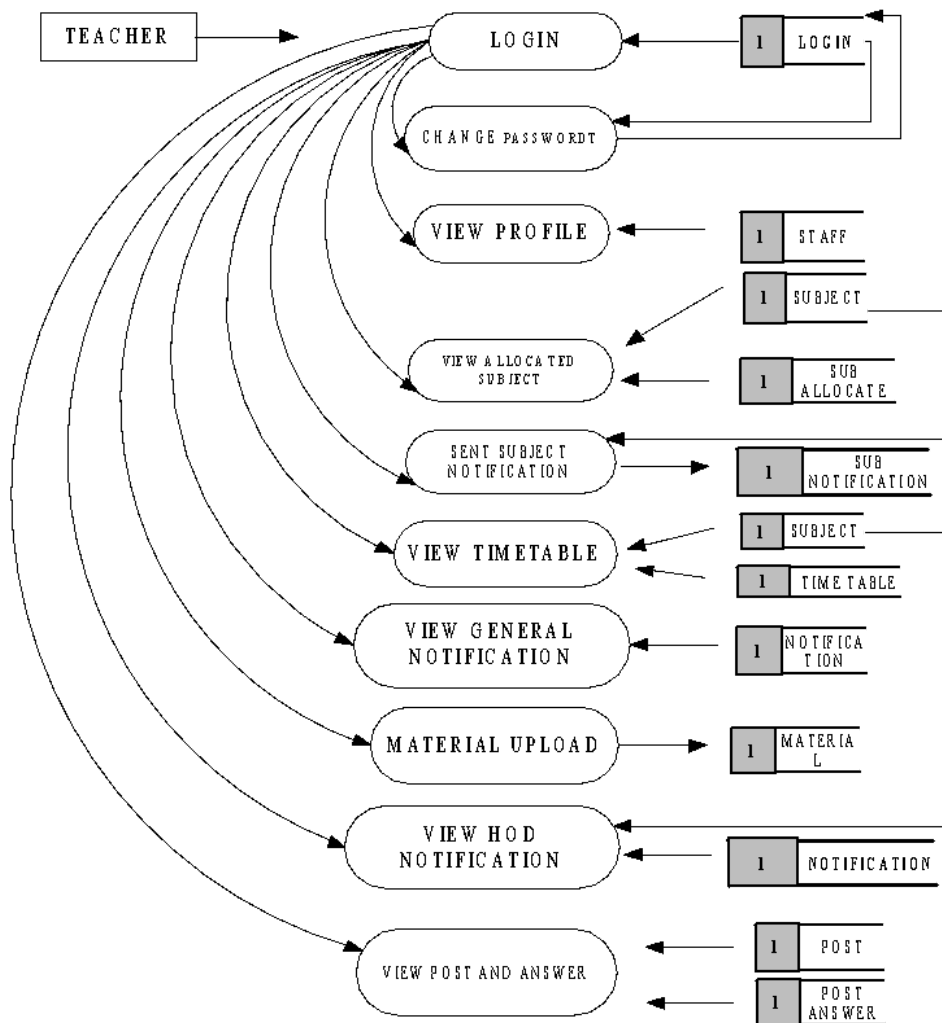 TEACHER
LOGIN
1
LOGIN
CHANGE PASSWORDT
VIEW PROFILE
1
STAFF
1
SUBJECT
VIEW ALLOCATED
SUBJECT
1
SUB
ALLOCATE
SENT SUBJECT
NOTIFICATION
1
SUB
NOTIFICATION
VIEW TIMETABLE
1
SUBJECT
1
TIMETABLE
VIEW GENERAL
NOTIFICATION
1
NOTIFICA
TION
MATERIAL UPLOAD
1
MATERIA
L
VIEW HOD
NOTIFICATION
1
NOTIFICATION
VIEW POST AND ANSWER
1
POST
1
POST
ANSWER